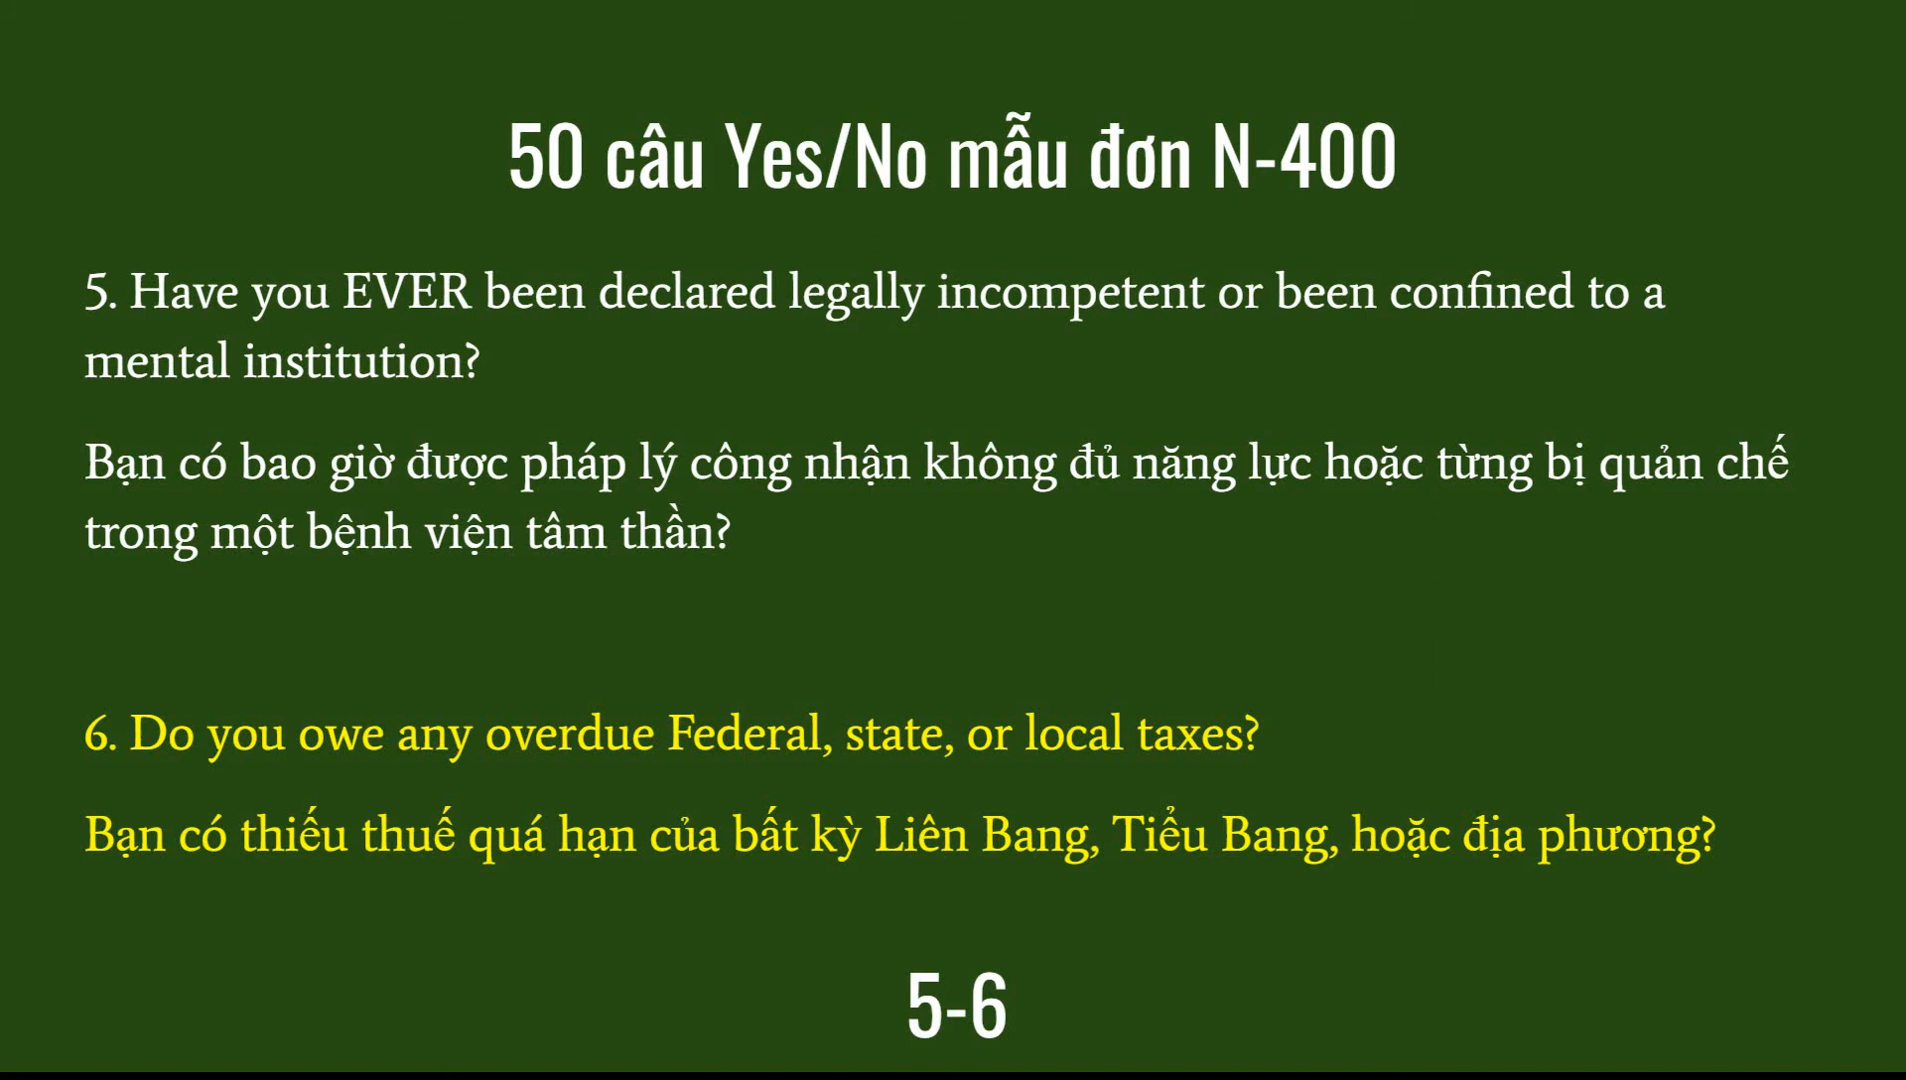 50 câu Yes/No mẫu đơn N-400
5. Have you EVER been declared legally incompetent or been confined to a
mental institution?
Bạn có bao giờ được pháp lý công nhận không đủ năng lực hoặc từng bị quản chế
trong một bệnh viện tâm thần?
6. Do you owe any overdue Federal, state, or local taxes?
Bạn có thiếu thuế quá hạn của bất kỳ Liên Bang, Tiểu Bang, hoặc địa phương?
5-6